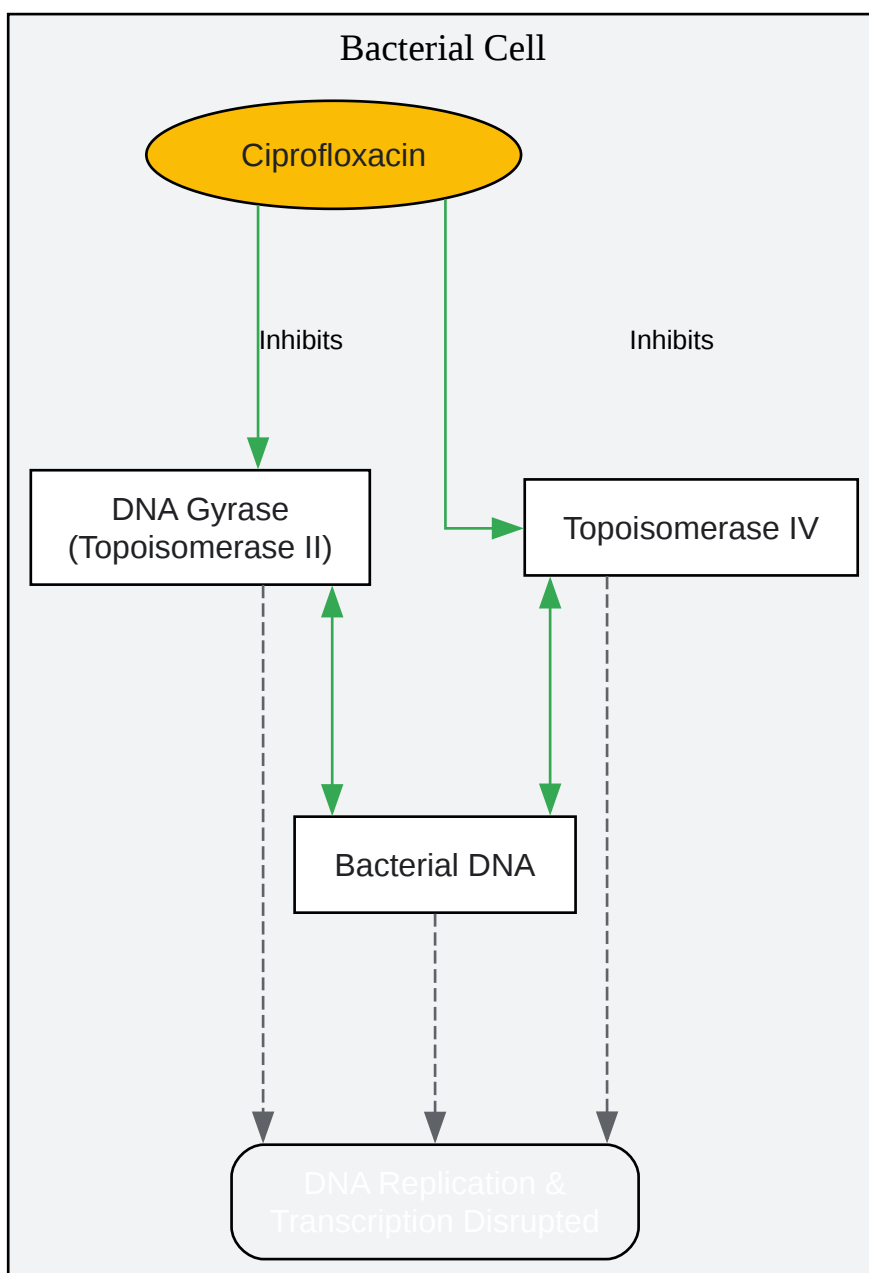 Bacterial Cell
Ciprofloxacin
Inhibits
Inhibits
DNA Gyrase
(Topoisomerase II)
Topoisomerase IV
Bacterial DNA
DNA Replication &
Transcription Disrupted